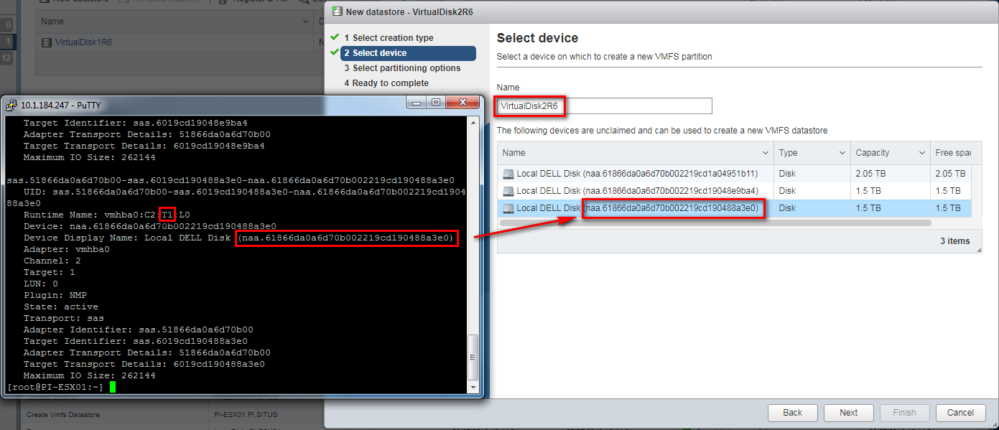 New datastore - VirtualDisk2R6
Name
0
1
12
VirtualDisk1R6
1 Select creation type
2 Select device
3 Select partitioning options
4 Ready to complete
Select device
Select a device on which to create a new VMFS partition
Name
VirtualDisk2R6
The following devices are unclaimed and can be used to create a new VMFS datastore
Name Type Capacity Free spac
Local DELL Disk (naa.61866da0a6d70b002219cd1a04951b11) Disk 2.05 TB 2.05 TB
Local DELL Disk (naa.61866da0a6d70b002219cd19048e9ba4) Disk 1.5 TB 1.5 TB
Local DELL Disk (naa.61866da0a6d70b002219cd190488a3e0) Disk 1.5 TB 1.5 TB
3 items
10.1.184.247 - PuTTY
Target Identifier: sas.6019cd19048e9ba4
Adapter Transport Details: 51866da0a6d70b00
Target Transport Details: 6019cd19048e9ba4
Maximum IO Size: 262144
sas.51866da0a6d70b00-sas.6019cd190488a3e0-naa.61866da0a6d70b002219cd190488a3e0
UID: sas.51866da0a6d70b00-sas.6019cd190488a3e0-naa.61866da0a6d70b002219cd1904
88a3e0
Runtime Name: vmhba0:C2:T1:L0
Device: naa.61866da0a6d70b002219cd190488a3e0
Device Display Name: Local DELL Disk (naa.61866da0a6d70b002219cd190488a3e0)
Adapter: vmhba0
Channel: 2
Target: 1
LUN: 0
Plugin: NMP
State: active
Transport: sas
Adapter Identifier: sas.51866da0a6d70b00
Target Identifier: sas.6019cd190488a3e0
Adapter Transport Details: 51866da0a6d70b00
Target Transport Details: 6019cd190488a3e0
Maximum IO Size: 262144
[root@PI-ESX01:~]
Create Vmfs Datastore PI-ESX01.PI.SITUS
Back Next Finish Cancel